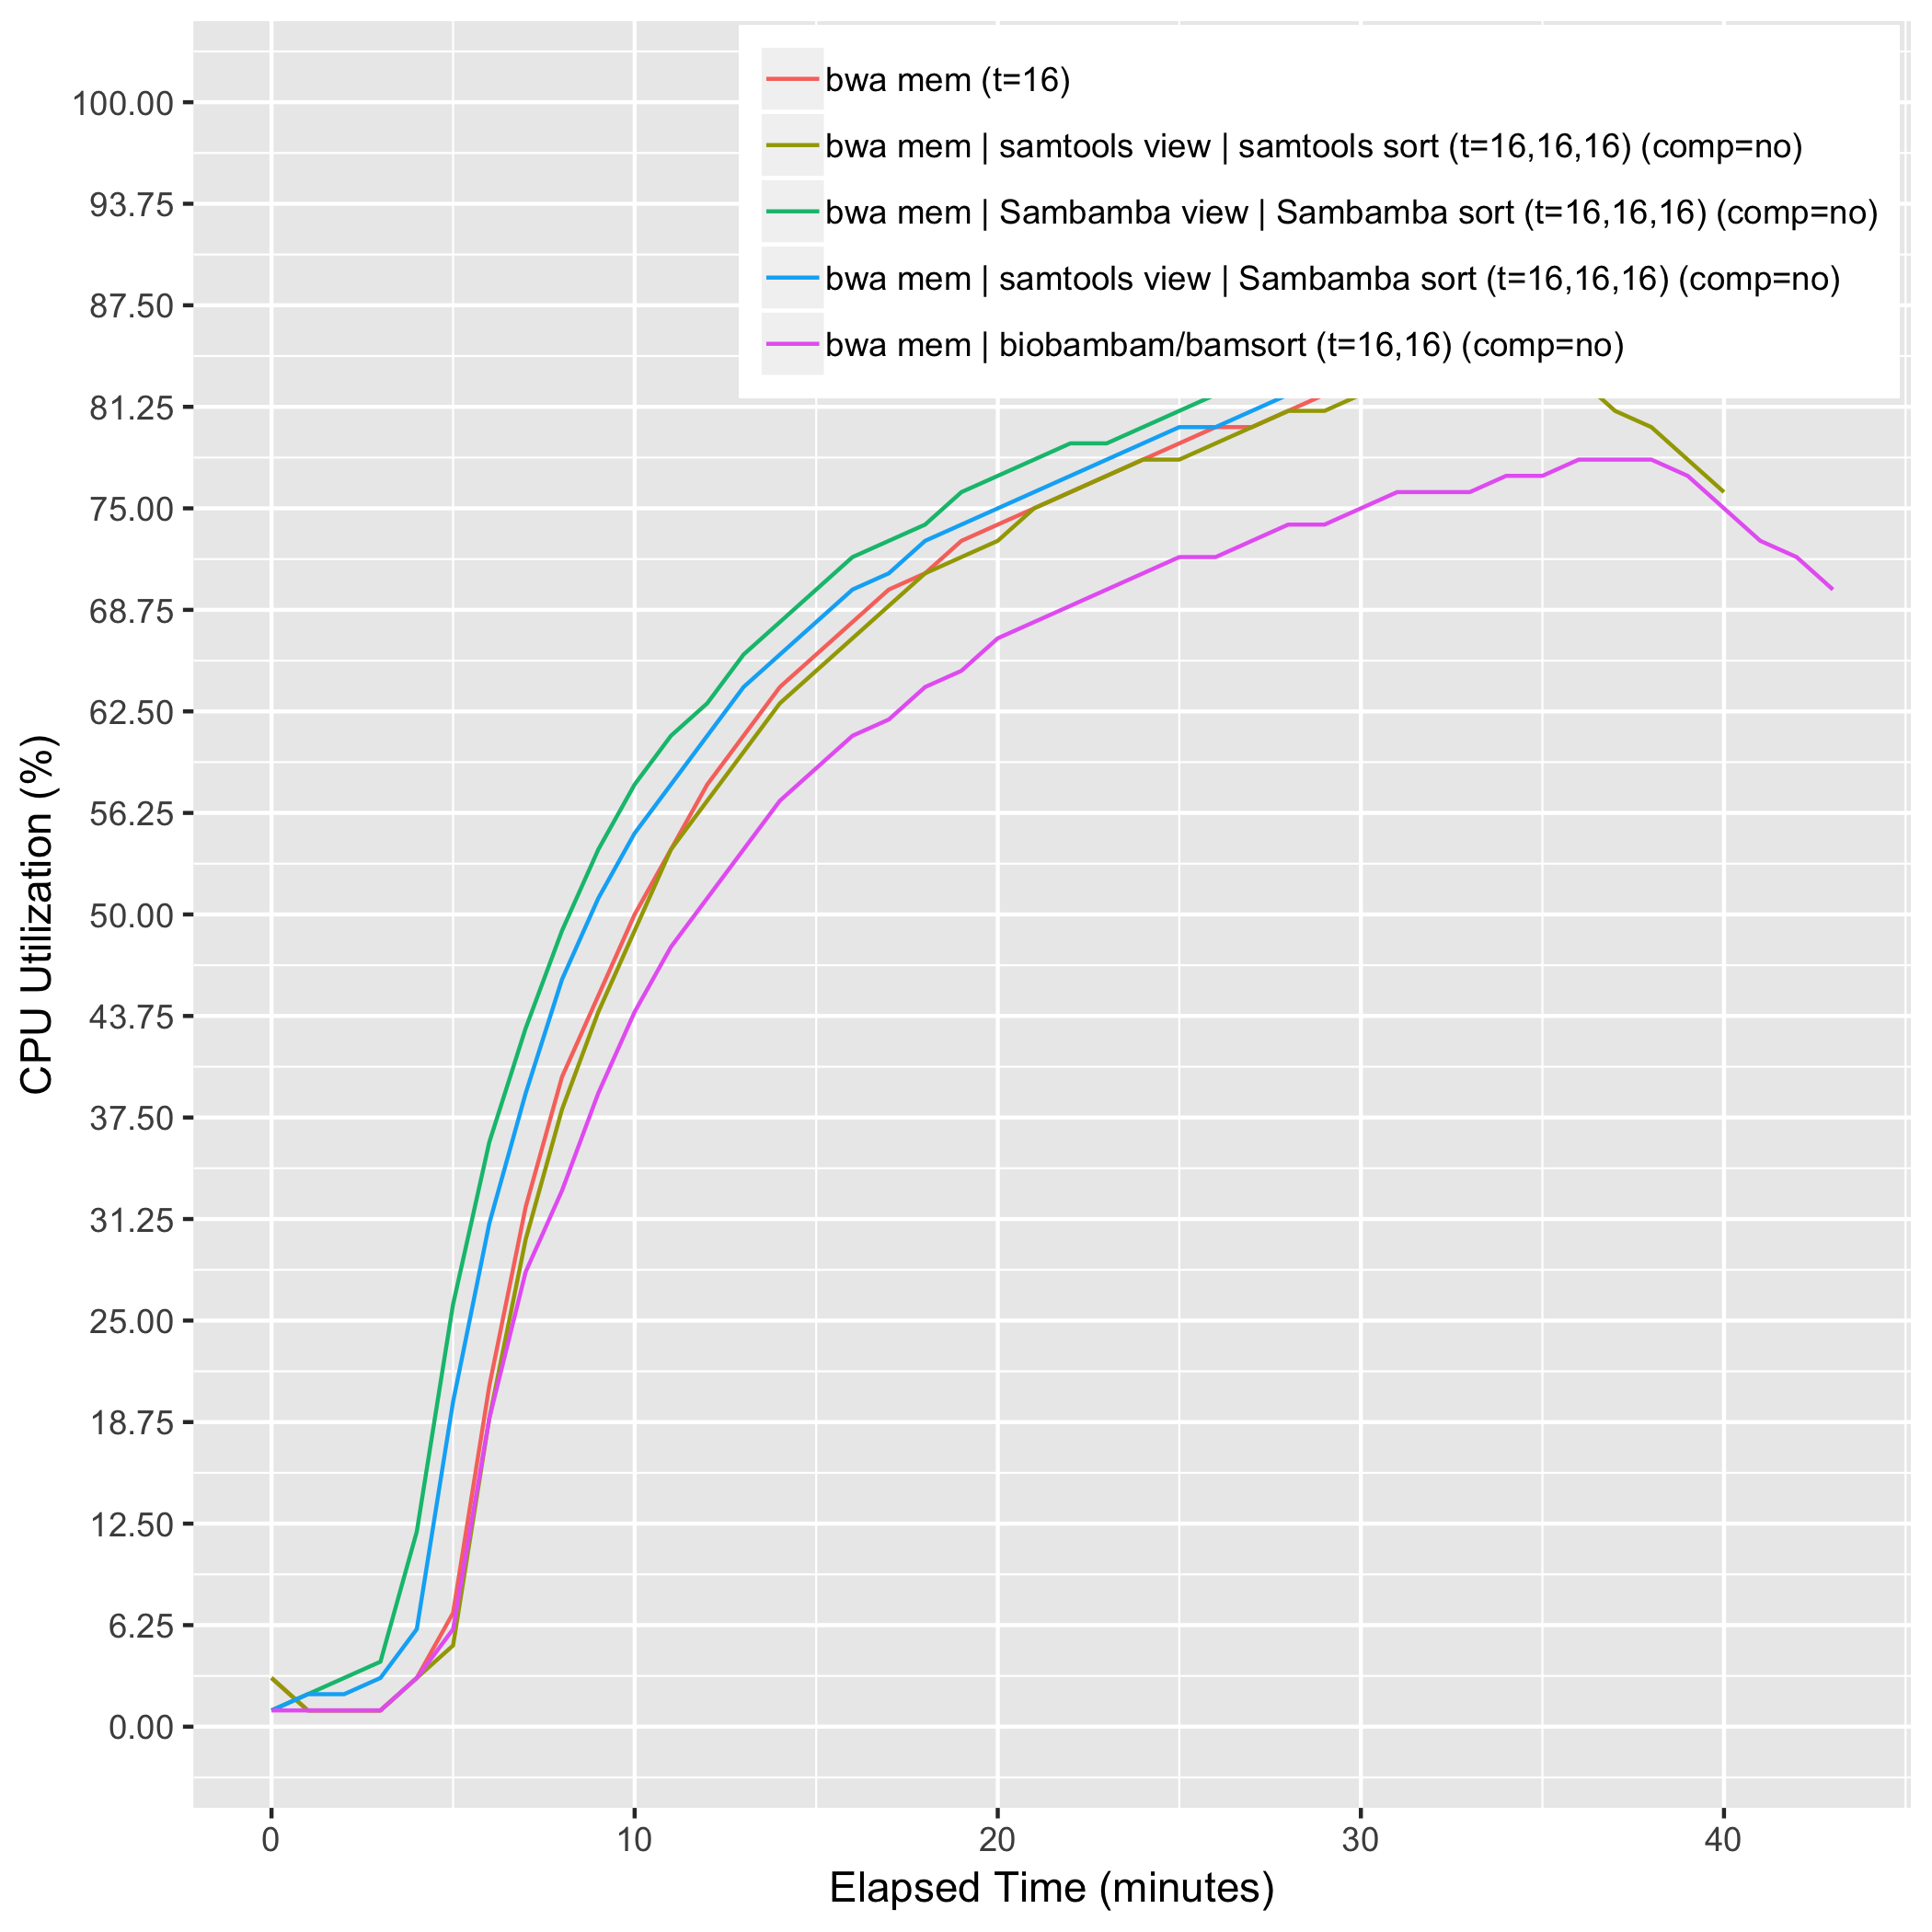 bwa mem (t=16)
bwa mem | samtools view | samtools sort (t=16,16,16) (comp=no)
bwa mem | Sambamba view | Sambamba sort (t=16,16,16) (comp=no)
bwa mem | samtools view | Sambamba sort (t=16,16,16) (comp=no)
bwa mem | biobambam/bamsort (t=16,16) (comp=no)
100.00
93.75
87.50
81.25
75.00
68.75
62.50
56.25
50.00
43.75
37.50
31.25
25.00
18.75
12.50
6.25
0.00
CPU Utilization (%)
0 10 20 30 40
Elapsed Time (minutes)